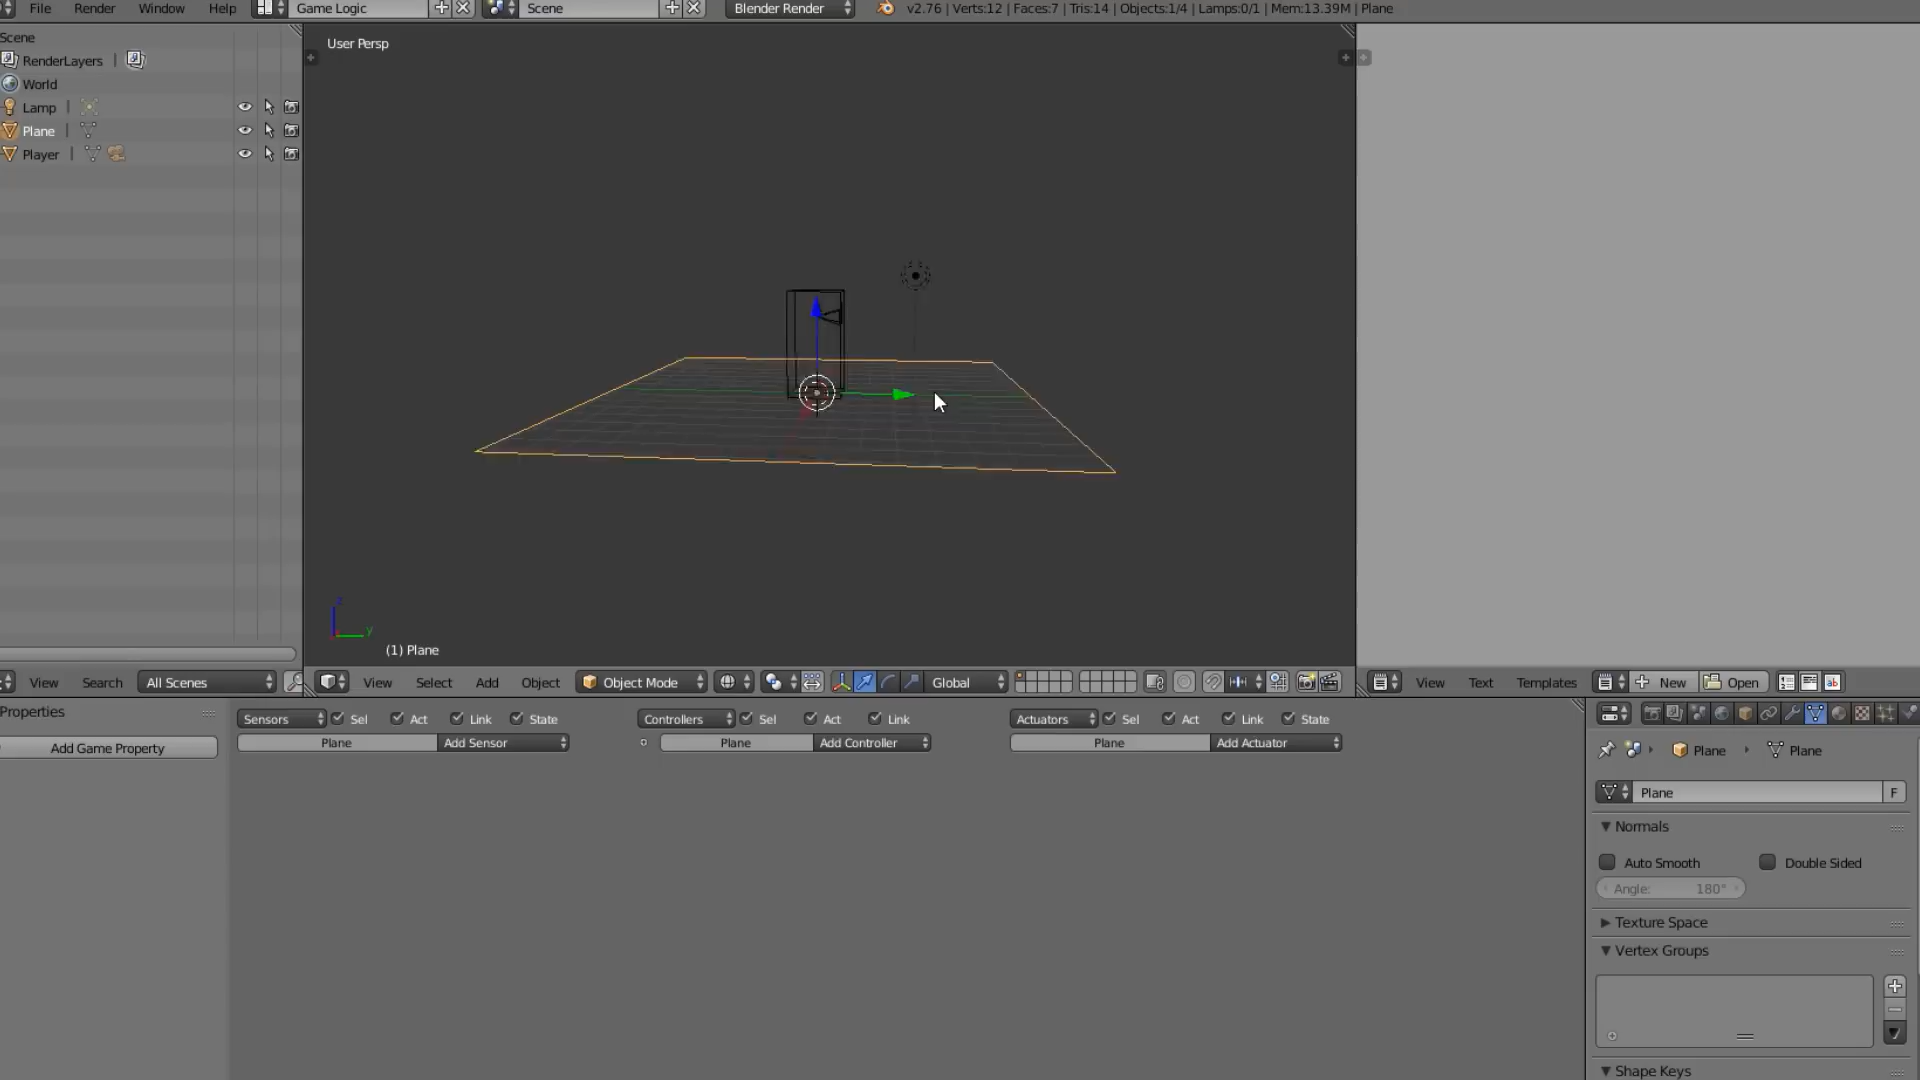 File Render Window Help Game Logic Scene Blender Render v2.76 | Verts:12 | Faces:7 | Tris:14 | Objects:1/4 | Lamps:0/1 | Mem:13.39M | Plane
Scene
RenderLayers |
World
Lamp |
Plane |
Player |
User Persp
z
y
(1) Plane
View Search All Scenes
View Select Add Object Object Mode Global
View Text Templates New Open
Properties
Add Game Property
Sensors Sel Act Link State
Plane Add Sensor
Controllers Sel Act Link
Plane Add Controller
Actuators Sel Act Link State
Plane Add Actuator
Plane Plane
Plane F
Normals
Auto Smooth Double Sided
Angle: 180°
Texture Space
Vertex Groups
Shape Keys